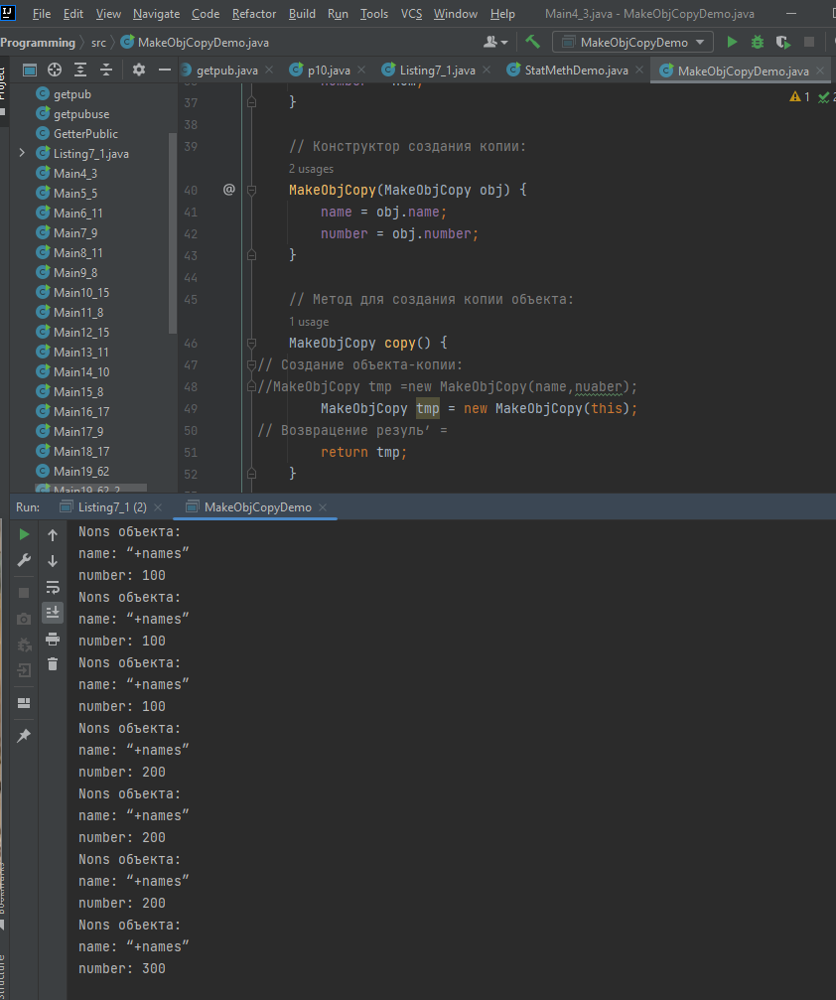 File Edit View Navigate Code Refactor Build Run Tools VCS Window Help Main4_3.java - MakeObjCopyDemo.java
Programming src MakeObjCopyDemo.java MakeObjCopyDemo
Project getpub.java p10.java Listing7_1.java StatMethDemo.java MakeObjCopyDemo.java
getpub
getpubuse
GetterPublic
Listing7_1.java
Main4_3
Main5_5
Main6_11
Main7_9
Main8_11
Main9_8
Main10_15
Main11_8
Main12_15
Main13_11
Main14_10
Main15_8
Main16_17
Main17_9
Main18_17
Main19_62
Main19_62_2
1 2
37 }
38
39 // Конструктор создания копии:
2 usages
40 @ MakeObjCopy(MakeObjCopy obj) {
41 name = obj.name;
42 number = obj.number;
43 }
44
45 // Метод для создания копии объекта:
1 usage
46 MakeObjCopy copy() {
47 // Создание объекта-копии:
48 //MakeObjCopy tmp =new MakeObjCopy(name,nuaber);
49 MakeObjCopy tmp = new MakeObjCopy(this);
50 // Возврацение резуль’ =
51 return tmp;
52 }
Run: Listing7_1 (2) MakeObjCopyDemo
Nons объекта:
name: “+names”
number: 100
Nons объекта:
name: “+names”
number: 100
Nons объекта:
name: “+names”
number: 100
Nons объекта:
name: “+names”
number: 200
Nons объекта:
name: “+names”
number: 200
Nons объекта:
name: “+names”
number: 200
Nons объекта:
name: “+names”
number: 300